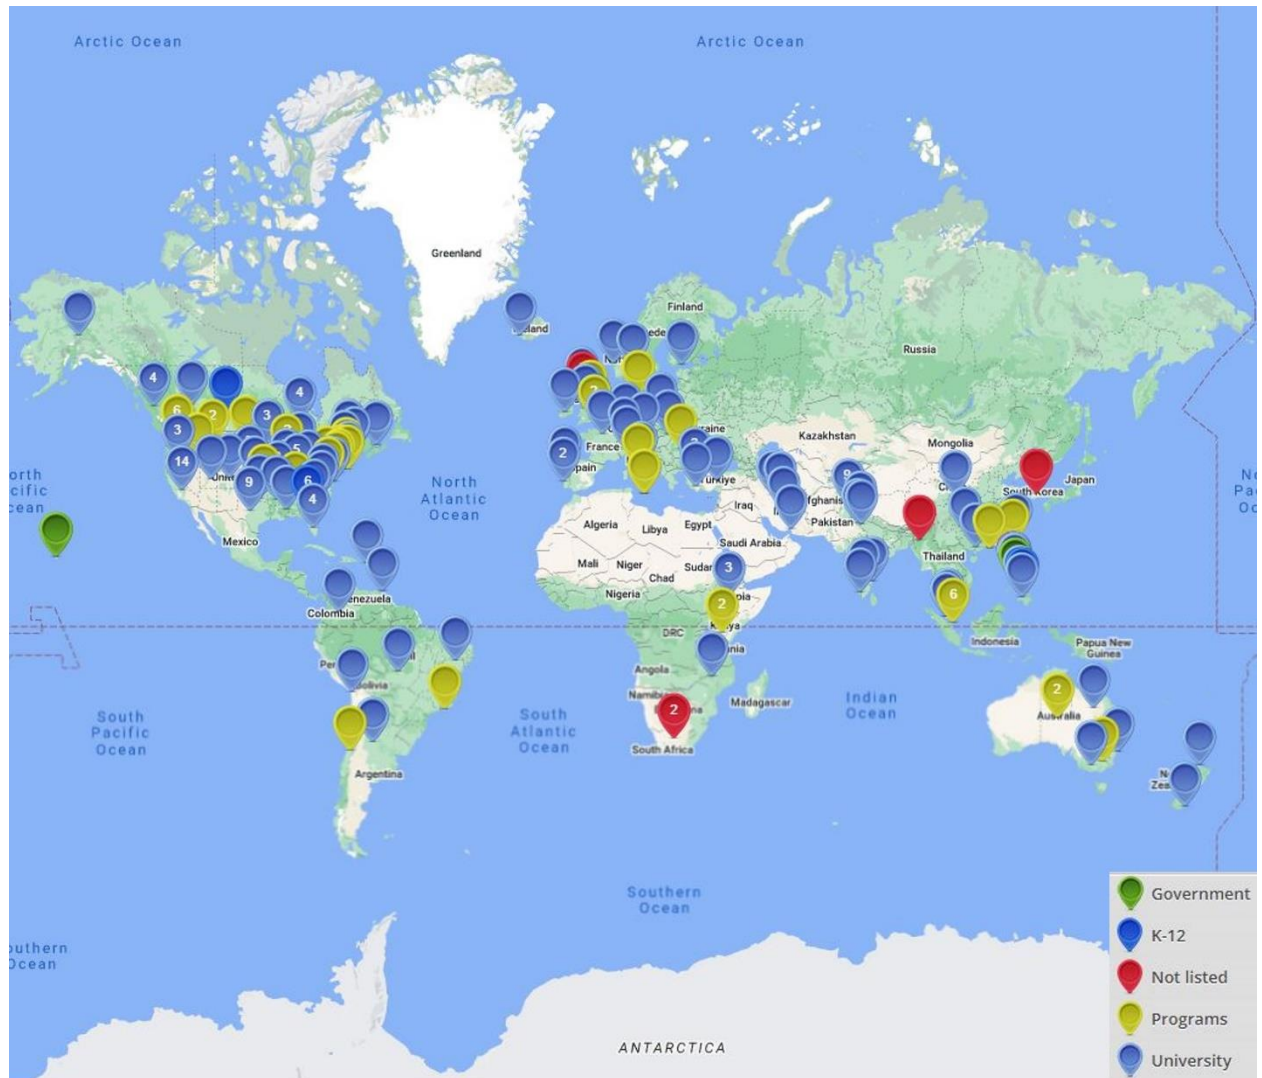 Arctic Ocean
Arctic Ocean
Greenland
Finland
Russia
4
4
6
2
3
3
14
5
9
6
4
2
France
Kazakhstan
Mongolia
Türkiye
South Korea
Japan
North
Atlantic
Ocean
Iraq
Pakistan
Algeria
Libya
Egypt
Saudi Arabia
Mexico
Mali
Niger
Chad
3
Thailand
Nigeria
2
6
Colombia
DRC
Indonesia
Papua New
Guinea
Angola
Madagascar
Indian
Ocean
2
2
Australia
South
Pacific
Ocean
South
Atlantic
Ocean
South Africa
Argentina
Southern
Ocean
ANTARCTICA
Government
K-12
Not listed
Programs
University